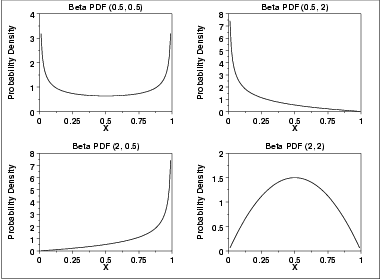 Beta PDF (0.5, 0.5)
Probability Density
4
3
2
1
0
0 0.25 0.5 0.75 1
X
Beta PDF (0.5, 2)
Probability Density
8
7
6
5
4
3
2
1
0
0 0.25 0.5 0.75 1
X
Beta PDF (2, 0.5)
Probability Density
8
7
6
5
4
3
2
1
0
0 0.25 0.5 0.75 1
X
Beta PDF (2, 2)
Probability Density
2
1.5
1
0.5
0
0 0.25 0.5 0.75 1
X